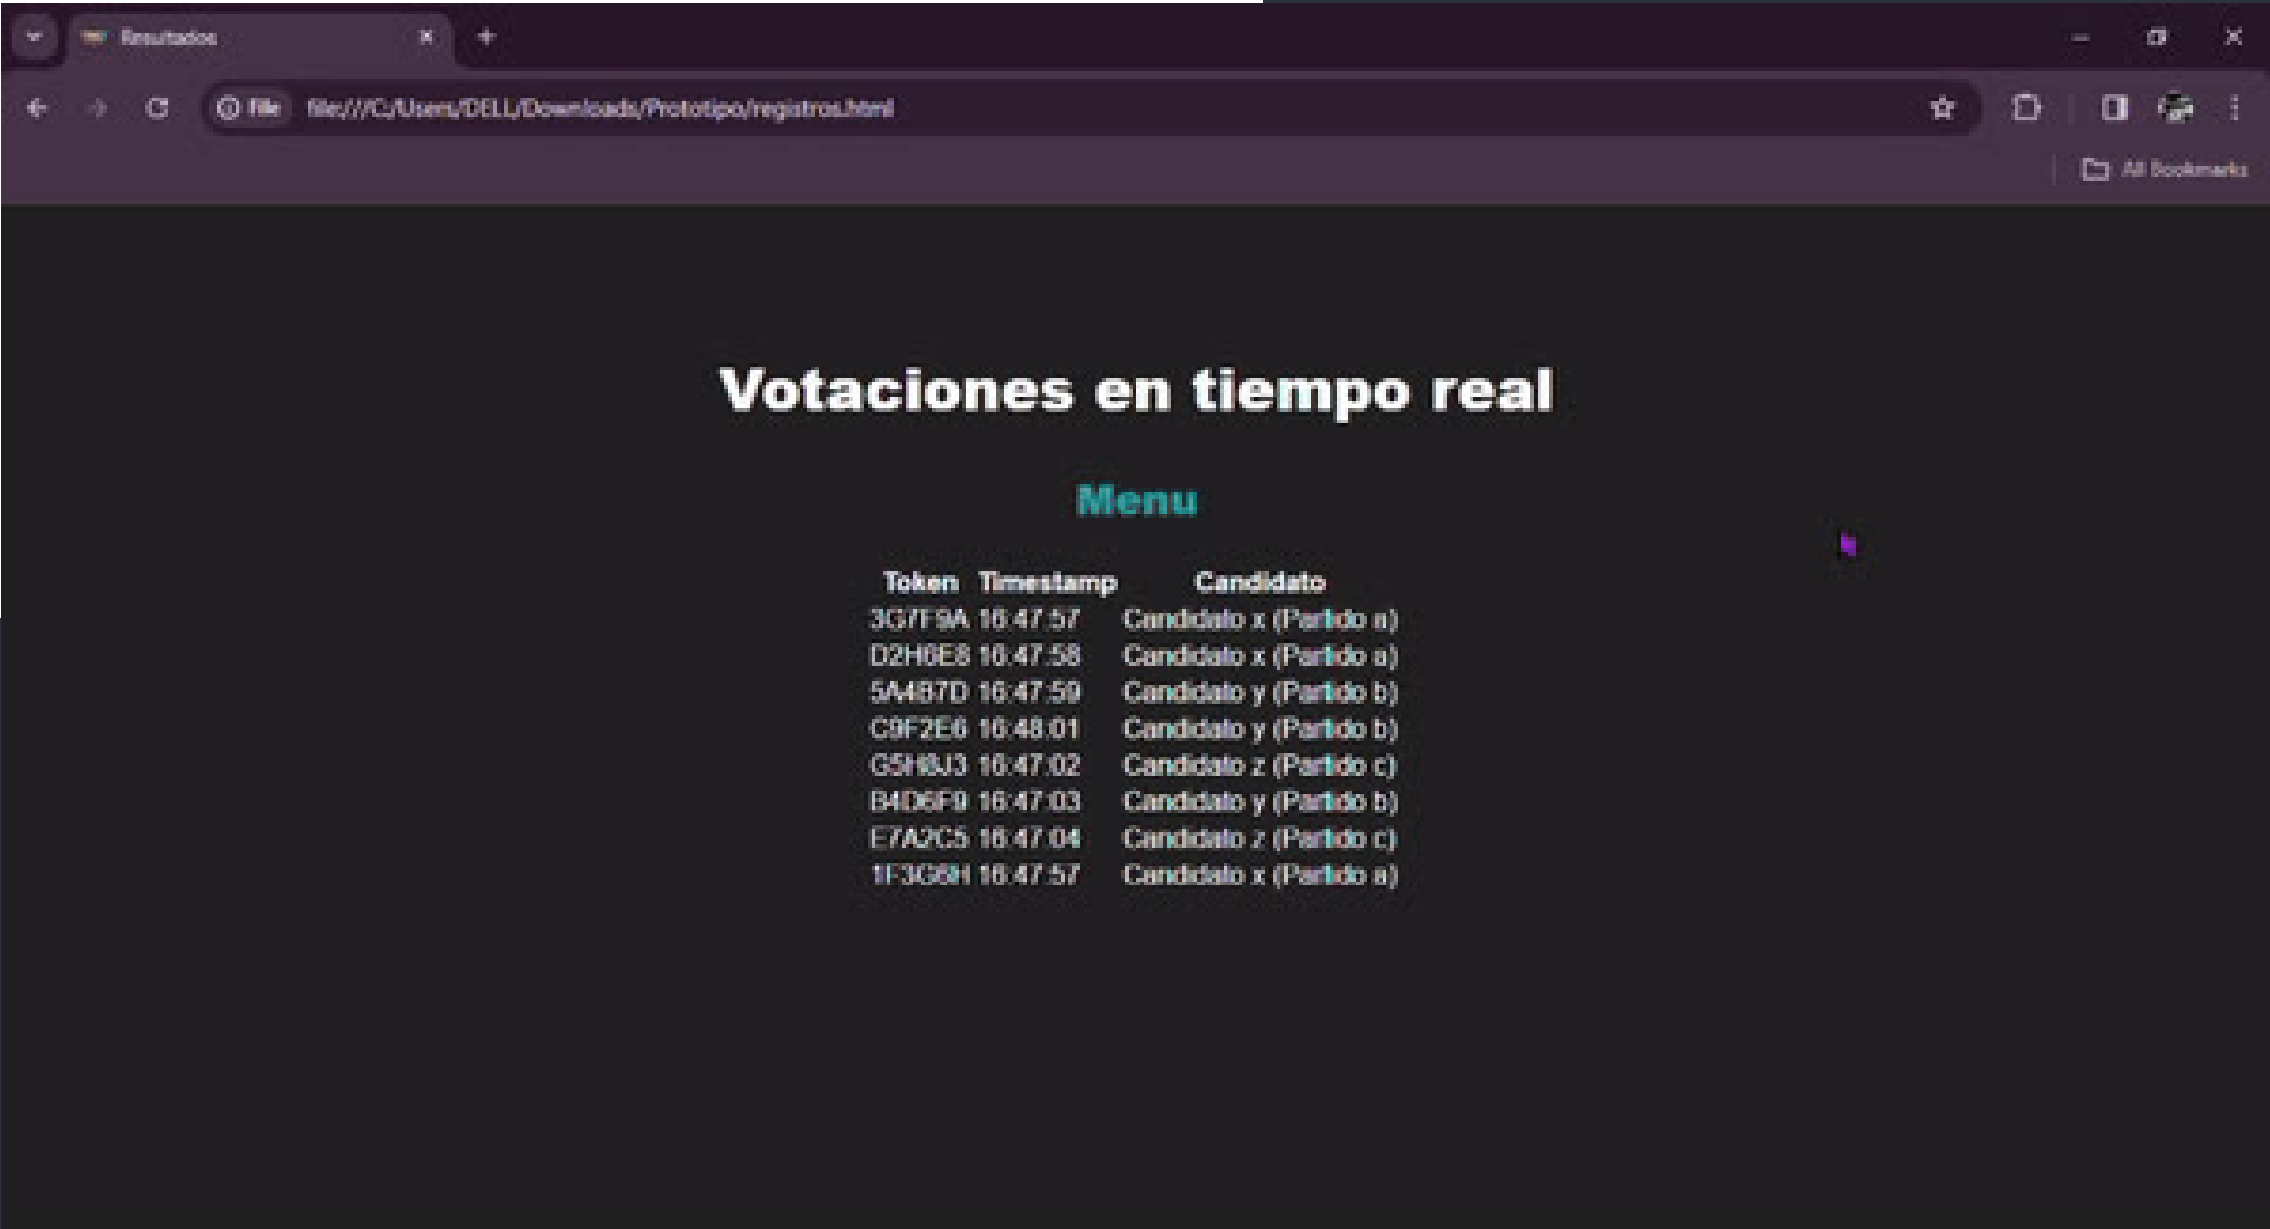 Resultados
file file:///C:/Users/DELL/Downloads/Prototipo/registros.html
All Bookmarks
Votaciones en tiempo real
Menu
Token Timestamp Candidato
3G7F9A 16:47:57 Candidato x (Partido a)
D2H6E8 16:47:58 Candidato x (Partido a)
5A4B7D 16:47:59 Candidato y (Partido b)
C9F2E6 16:48:01 Candidato y (Partido b)
G5H8J3 16:47:02 Candidato z (Partido c)
B4D6F9 16:47:03 Candidato y (Partido b)
E7A2C5 16:47:04 Candidato z (Partido c)
1F3G6H 16:47:57 Candidato x (Partido a)